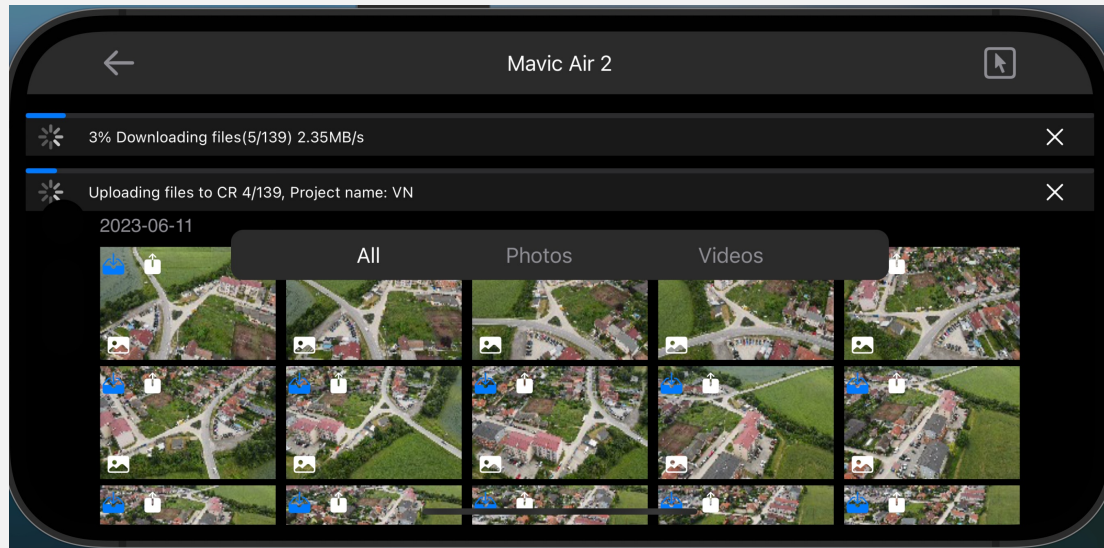 Mavic Air 2
3% Downloading files(5/139) 2.35MB/s
Uploading files to CR 4/139, Project name: VN
2023-06-11
All Photos Videos